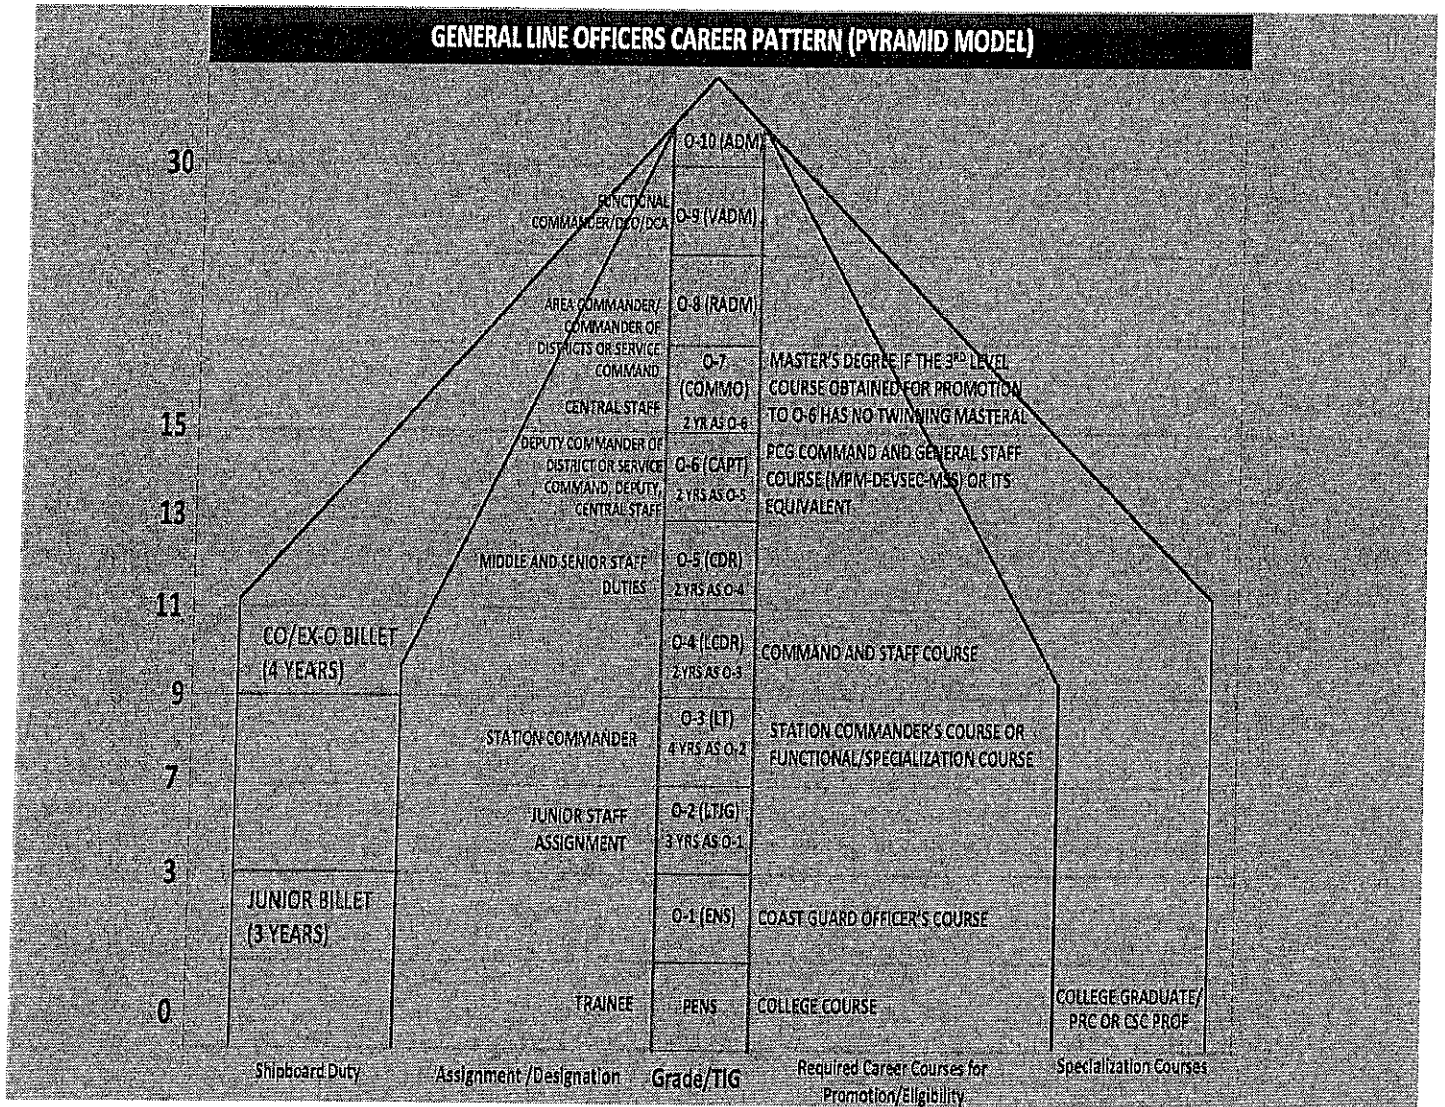 GENERAL LINE OFFICERS CAREER PATTERN (PYRAMID MODEL)
30
O-10 (ADM)
FUNCTIONAL
COMMANDER/DCO/DCA
O-9 (VADM)
AREA COMMANDER/
COMMANDER OF
DISTRICTS OR SERVICE
COMMAND
O-8 (RADM)
CENTRAL STAFF
O-7
(COMMO)
2 YR AS O-6
MASTER'S DEGREE IF THE 3RD LEVEL
COURSE OBTAINED FOR PROMOTION
TO O-6 HAS NO TWINNING MASTERAL
15
DEPUTY COMMANDER OF
DISTRICT OR SERVICE
COMMAND, DEPUTY,
CENTRAL STAFF
O-6 (CAPT)
2 YRS AS O-5
PCG COMMAND AND GENERAL STAFF
COURSE (MPM-DEVSEC-MSS) OR ITS
EQUIVALENT
13
MIDDLE AND SENIOR STAFF
DUTIES
O-5 (CDR)
2 YRS AS O-4
11
CO/EX-O BILLET
(4 YEARS)
O-4 (LCDR)
2 YRS AS O-3
COMMAND AND STAFF COURSE
9
STATION COMMANDER
O-3 (LT)
4 YRS AS O-2
STATION COMMANDER'S COURSE OR
FUNCTIONAL/SPECIALIZATION COURSE
7
JUNIOR STAFF
ASSIGNMENT
O-2 (LTJG)
3 YRS AS O-1
3
JUNIOR BILLET
(3 YEARS)
O-1 (ENS)
COAST GUARD OFFICER'S COURSE
0
TRAINEE
PENS
COLLEGE COURSE
COLLEGE GRADUATE/
PRC OR CSC PROF
Shipboard Duty
Assignment /Designation
Grade/TIG
Required Career Courses for
Promotion/Eligibility
Specialization Courses